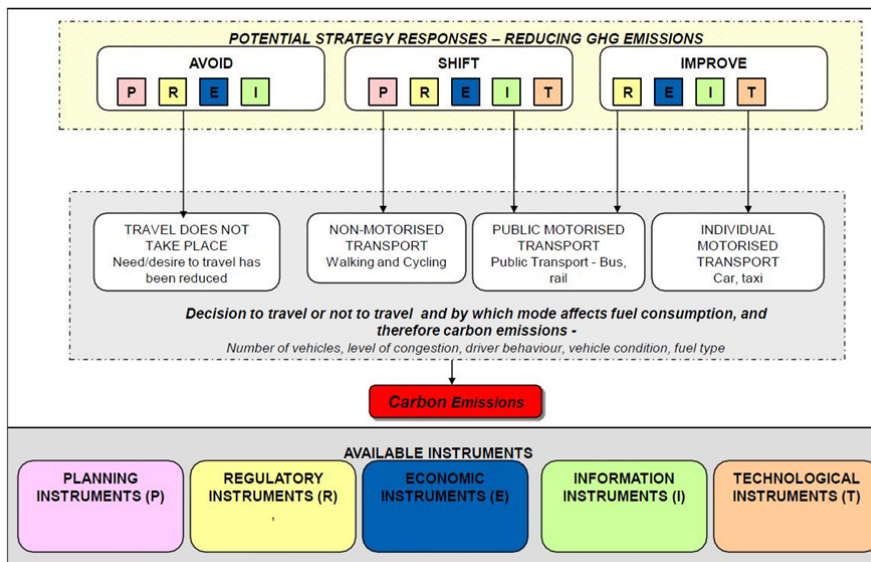 POTENTIAL STRATEGY RESPONSES – REDUCING GHG EMISSIONS
AVOID
P R E I
SHIFT
P R E I T
IMPROVE
R E I T
TRAVEL DOES NOT
TAKE PLACE
Need/desire to travel has
been reduced
NON-MOTORISED
TRANSPORT
Walking and Cycling
PUBLIC MOTORISED
TRANSPORT
Public Transport - Bus,
rail
INDIVIDUAL
MOTORISED
TRANSPORT
Car, taxi
Decision to travel or not to travel and by which mode affects fuel consumption, and
therefore carbon emissions -
Number of vehicles, level of congestion, driver behaviour, vehicle condition, fuel type
Carbon Emissions
AVAILABLE INSTRUMENTS
PLANNING
INSTRUMENTS (P)
REGULATORY
INSTRUMENTS (R)
,
ECONOMIC
INSTRUMENTS (E)
INFORMATION
INSTRUMENTS (I)
TECHNOLOGICAL
INSTRUMENTS (T)